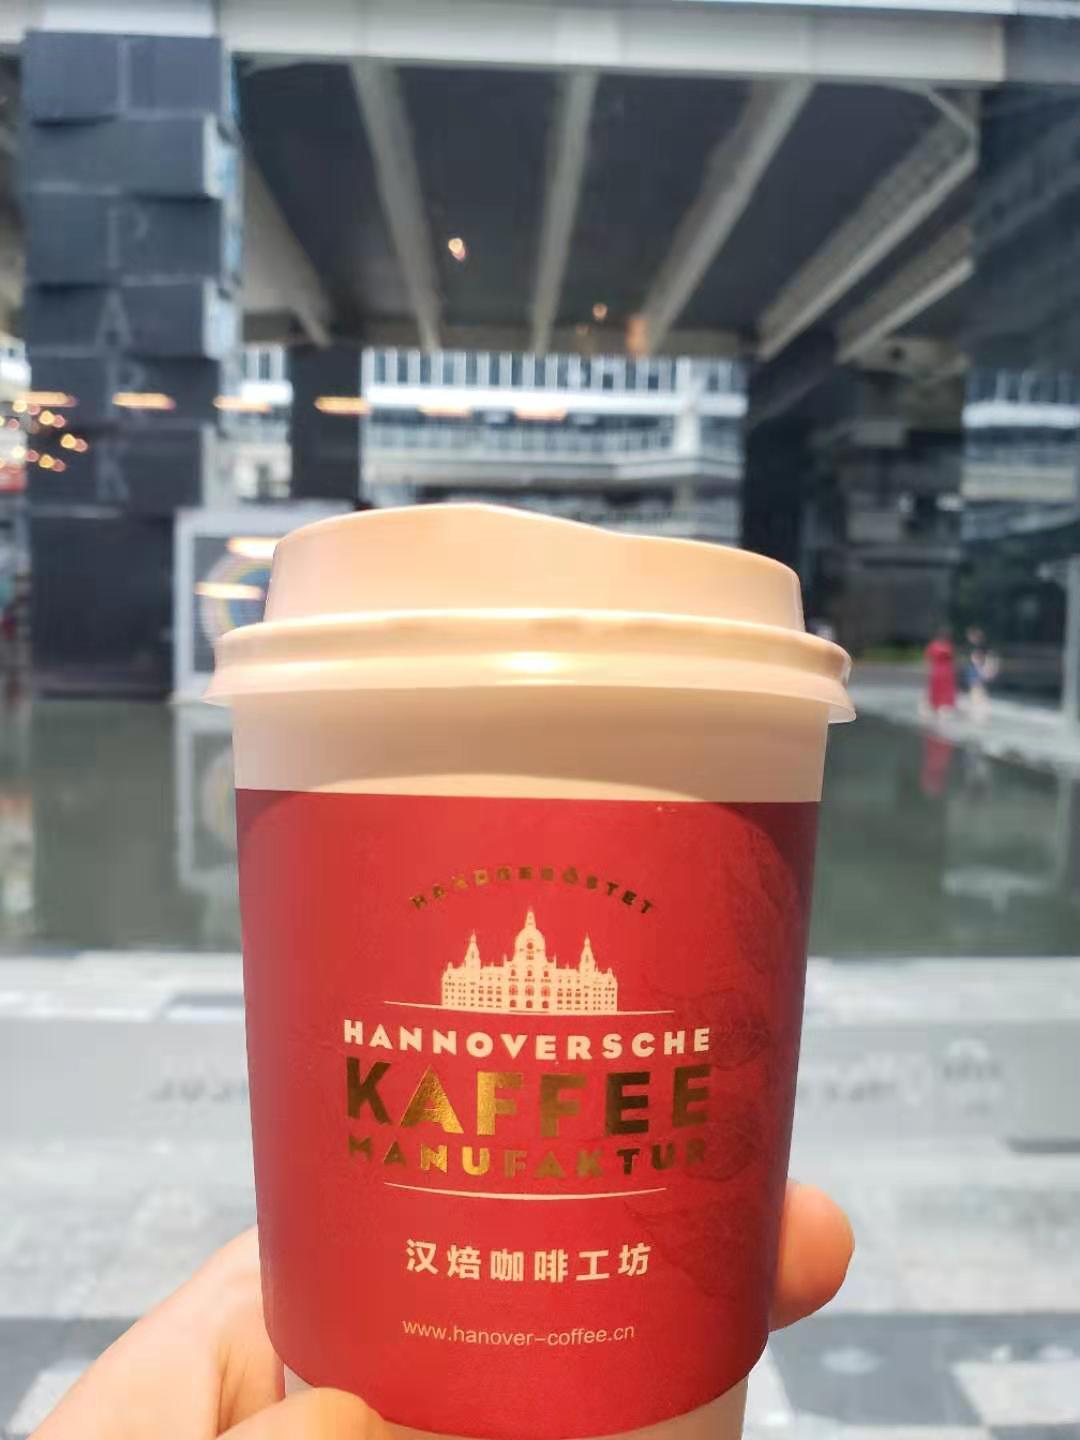 T
PARK
HANDGERÖSTET
HANNOVERSCHE
KAFFEE
MANUFAKTUR
汉焙咖啡工坊
www.hanover-coffee.cn